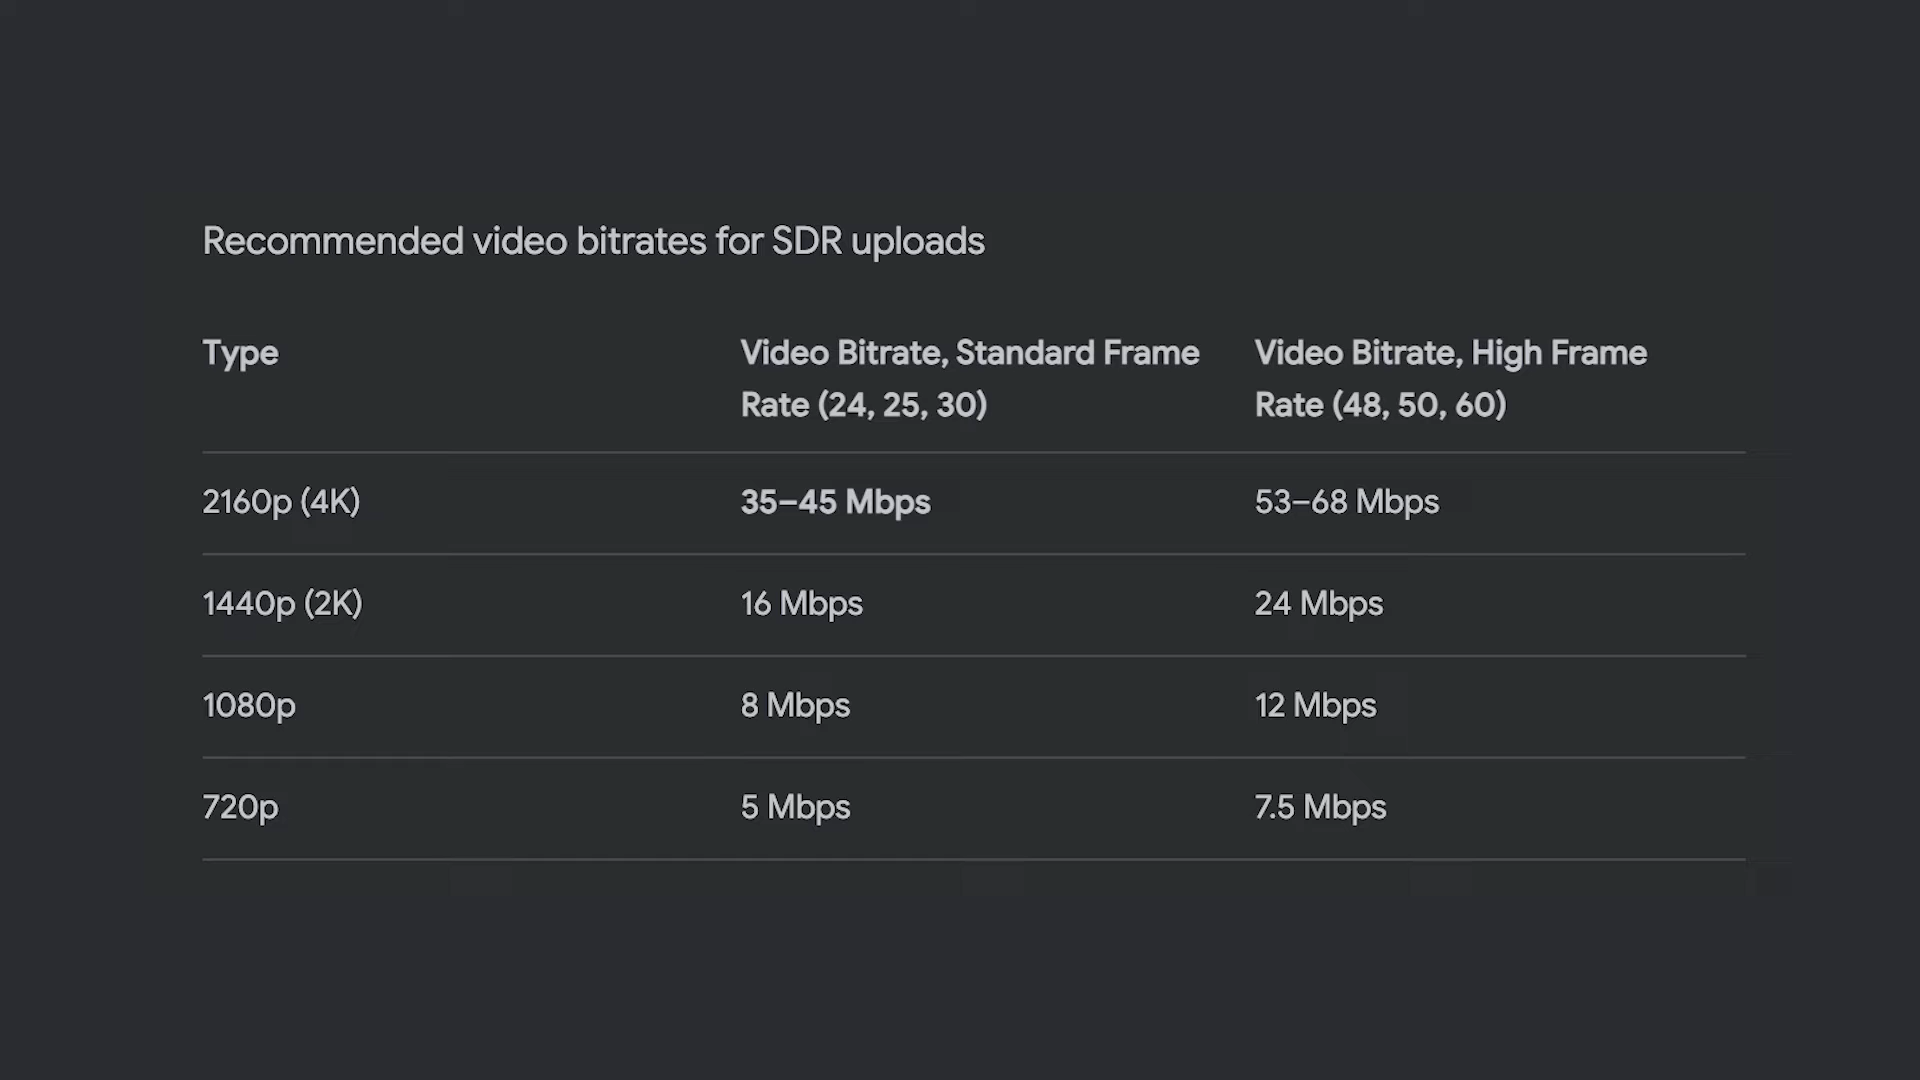 Recommended video bitrates for SDR uploads
Type
Video Bitrate, Standard Frame
Rate (24, 25, 30)
Video Bitrate, High Frame
Rate (48, 50, 60)
2160p (4K)
35–45 Mbps
53–68 Mbps
1440p (2K)
16 Mbps
24 Mbps
1080p
8 Mbps
12 Mbps
720p
5 Mbps
7.5 Mbps